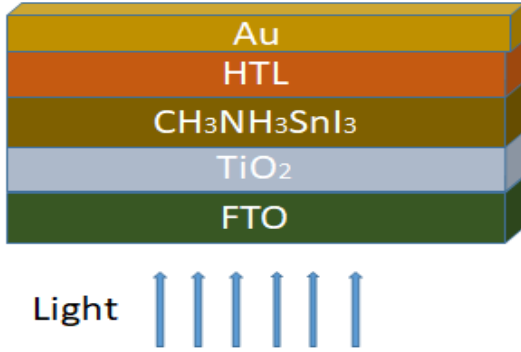 Au
HTL
CH₃NH₃SnI₃
TiO₂
FTO
Light